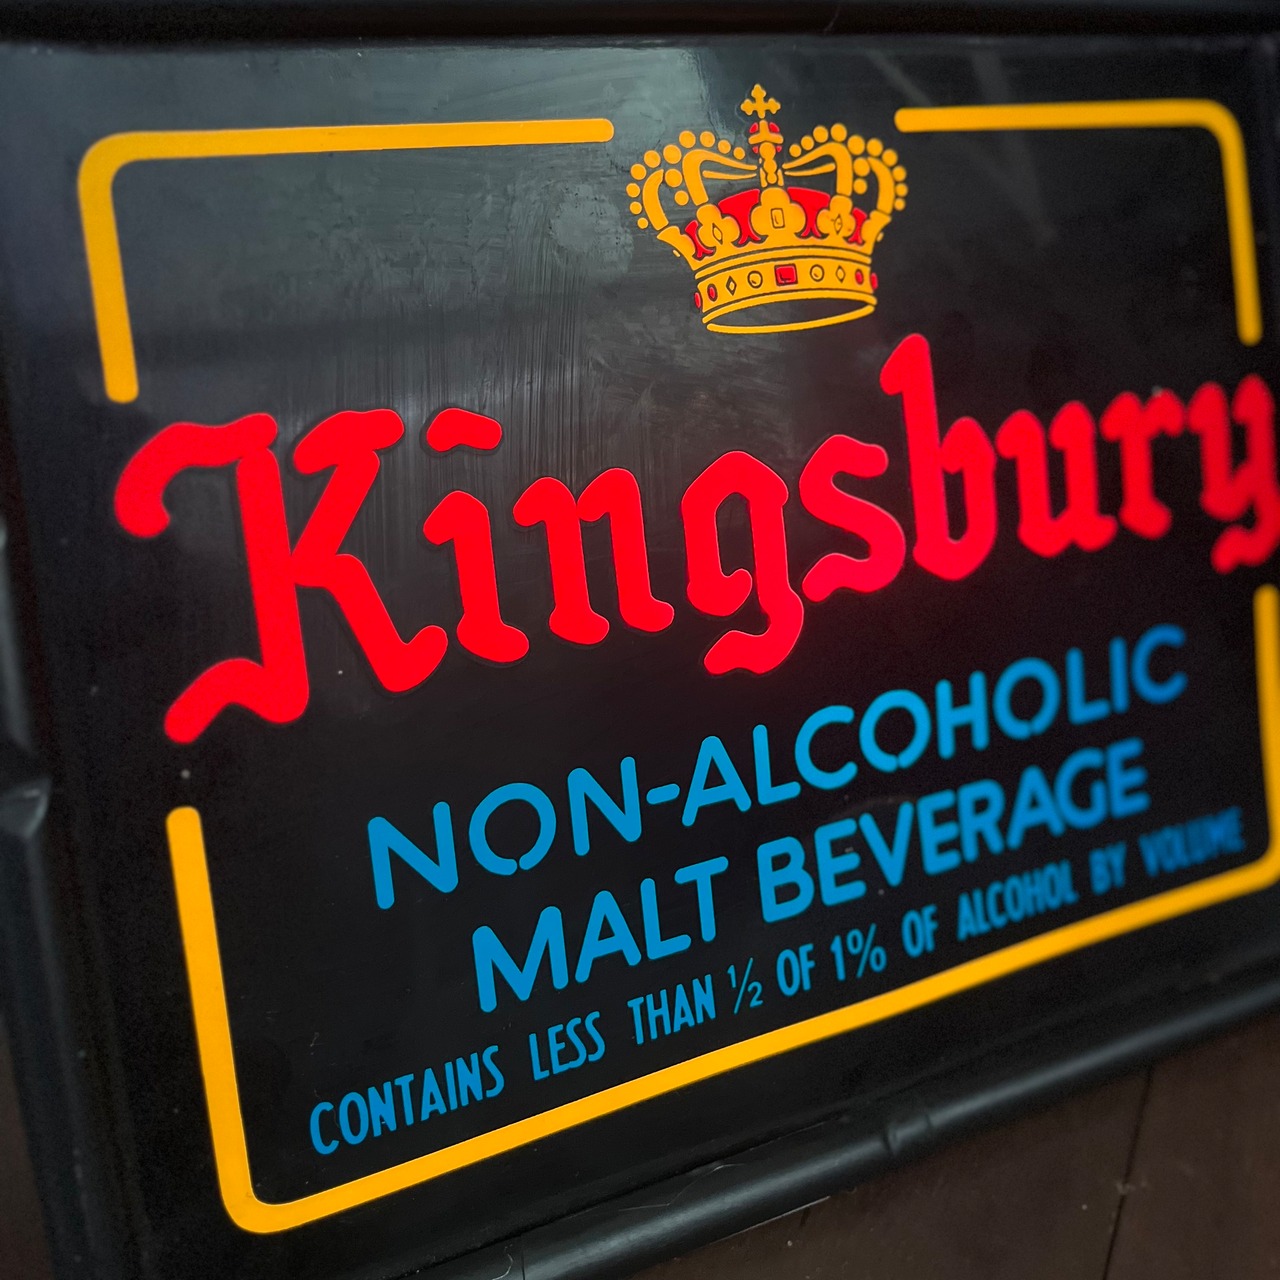 Kingsbury
NON-ALCOHOLIC
MALT BEVERAGE
CONTAINS LESS THAN ½ OF 1% OF ALCOHOL BY VOLUME